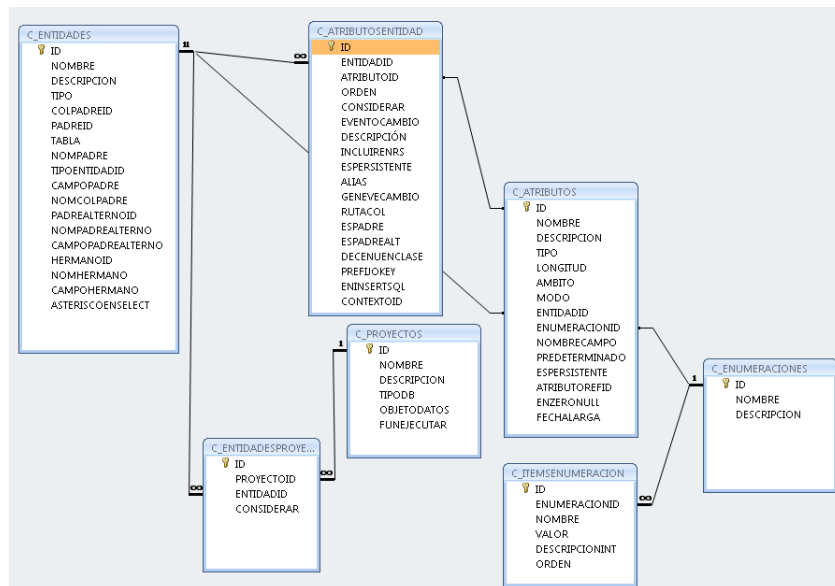 C_ENTIDADES
ID
NOMBRE
DESCRIPCION
TIPO
COLPADREID
PADREID
TABLA
NOMPADRE
TIPOENTIDADID
CAMPOPADRE
NOMCOLPADRE
PADREALTERNOID
NOMPADREALTERNO
CAMPOPADREALTERNO
HERMANOID
NOMHERMANO
CAMPOHERMANO
ASTERISCOENSELECT
11
∞
C_ATRIBUTOSENTIDAD
ID
ENTIDADID
ATRIBUTOID
ORDEN
CONSIDERAR
EVENTOCAMBIO
DESCRIPCIÓN
INCLUIRENRS
ESPERSISTENTE
ALIAS
GENEVECAMBIO
RUTACOL
ESPADRE
ESPADREALT
DECENUENCLASE
PREFIJOKEY
ENINSERTSQL
CONTEXTOID
C_ATRIBUTOS
ID
NOMBRE
DESCRIPCION
TIPO
LONGITUD
AMBITO
MODO
ENTIDADID
ENUMERACIONID
NOMBRECAMPO
PREDETERMINADO
ESPERSISTENTE
ATRIBUTOREFID
ENZERONULL
FECHALARGA
C_PROYECTOS
1
ID
NOMBRE
DESCRIPCION
TIPODB
OBJETODATOS
FUNEJECUTAR
C_ENUMERACIONES
1
ID
NOMBRE
DESCRIPCION
C_ENTIDADESPROYE...
ID
PROYECTOID
ENTIDADID
CONSIDERAR
∞
∞
C_ITEMSENUMERACION
ID
ENUMERACIONID
NOMBRE
VALOR
DESCRIPCIONINT
ORDEN
∞